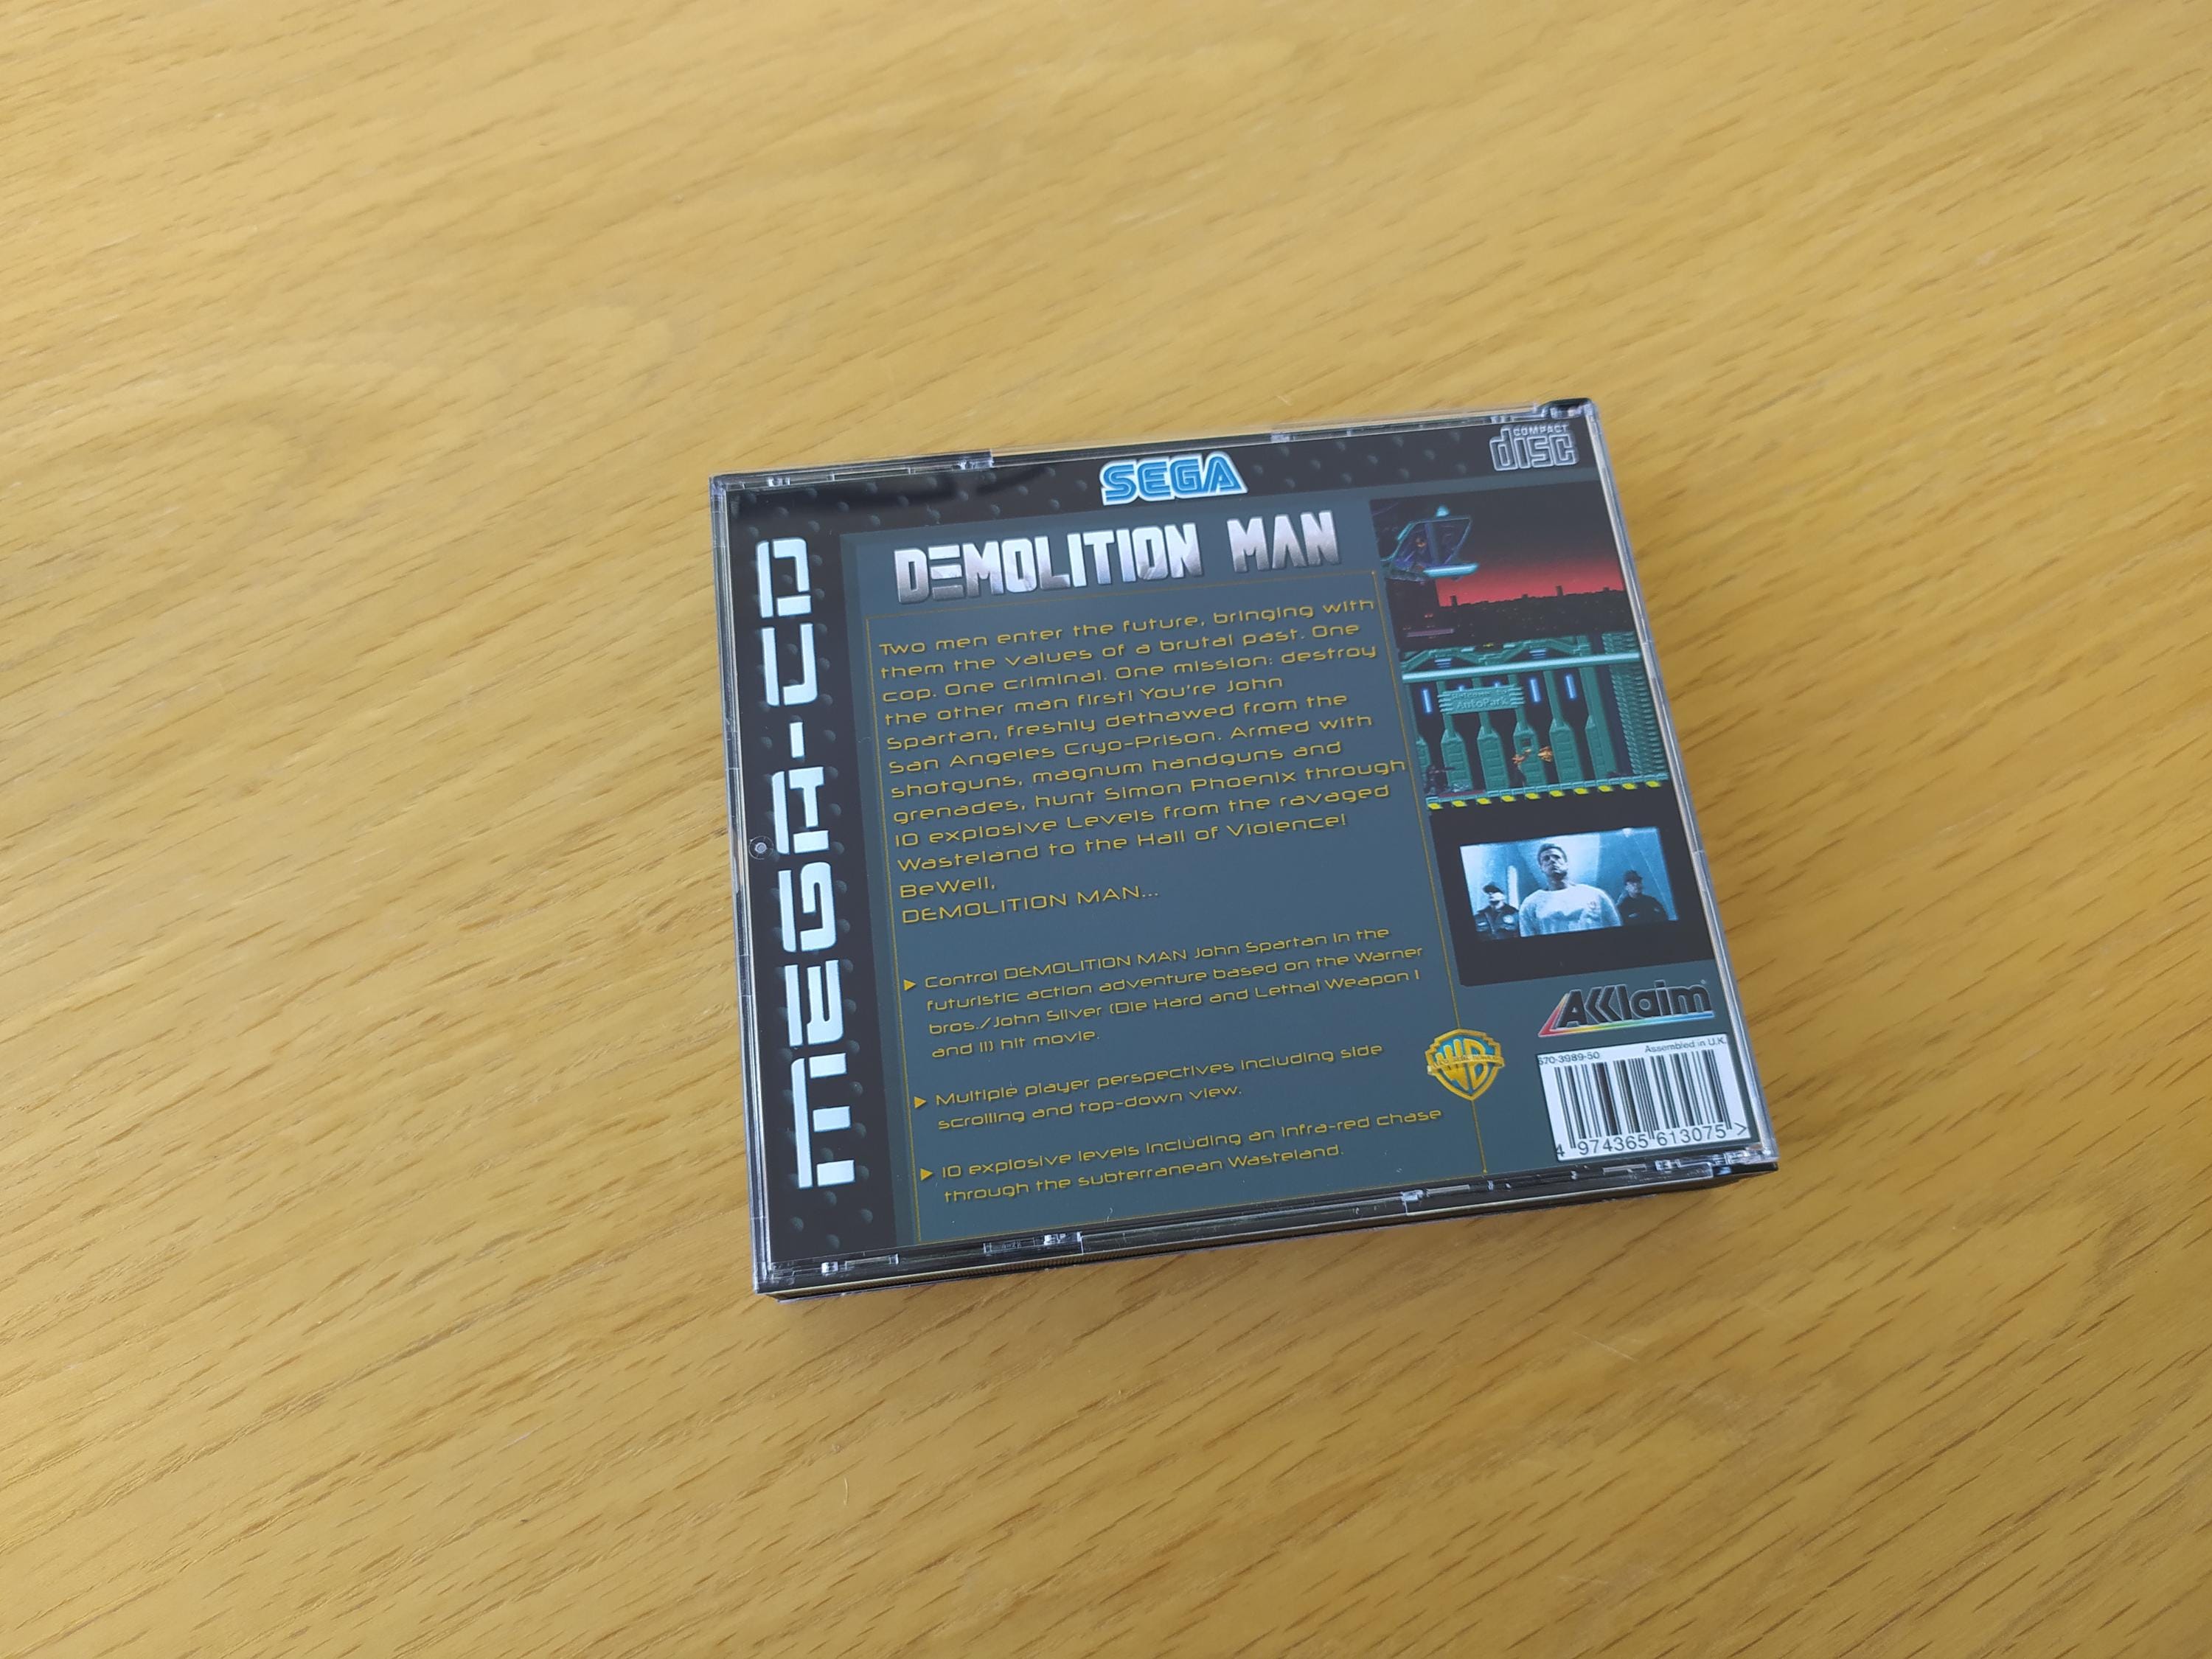 SEGA
COMPACT
disc
MEGA-CD
DEMOLITION MAN
Two men enter the future, bringing with
them the values of a brutal past. One
cop. One criminal. One mission: destroy
the other man first! You're John
Spartan, freshly dethawed from the
San Angeles Cryo-Prison. Armed with
shotguns, magnum handguns and
grenades, hunt Simon Phoenix through
10 explosive Levels from the ravaged
Wasteland to the Hall of Violence!
BeWell,
DEMOLITION MAN...
Control DEMOLITION MAN John Spartan in the
futuristic action adventure based on the Warner
bros./John Silver (Die Hard and Lethal Weapon I
and II) hit movie.
Multiple player perspectives including side
scrolling and top-down view.
10 explosive levels including an infra-red chase
through the subterranean Wasteland.
AutoPark
WB
AKKlaim
670-3989-50 Assembled in U.K.
4 974365 613075 >